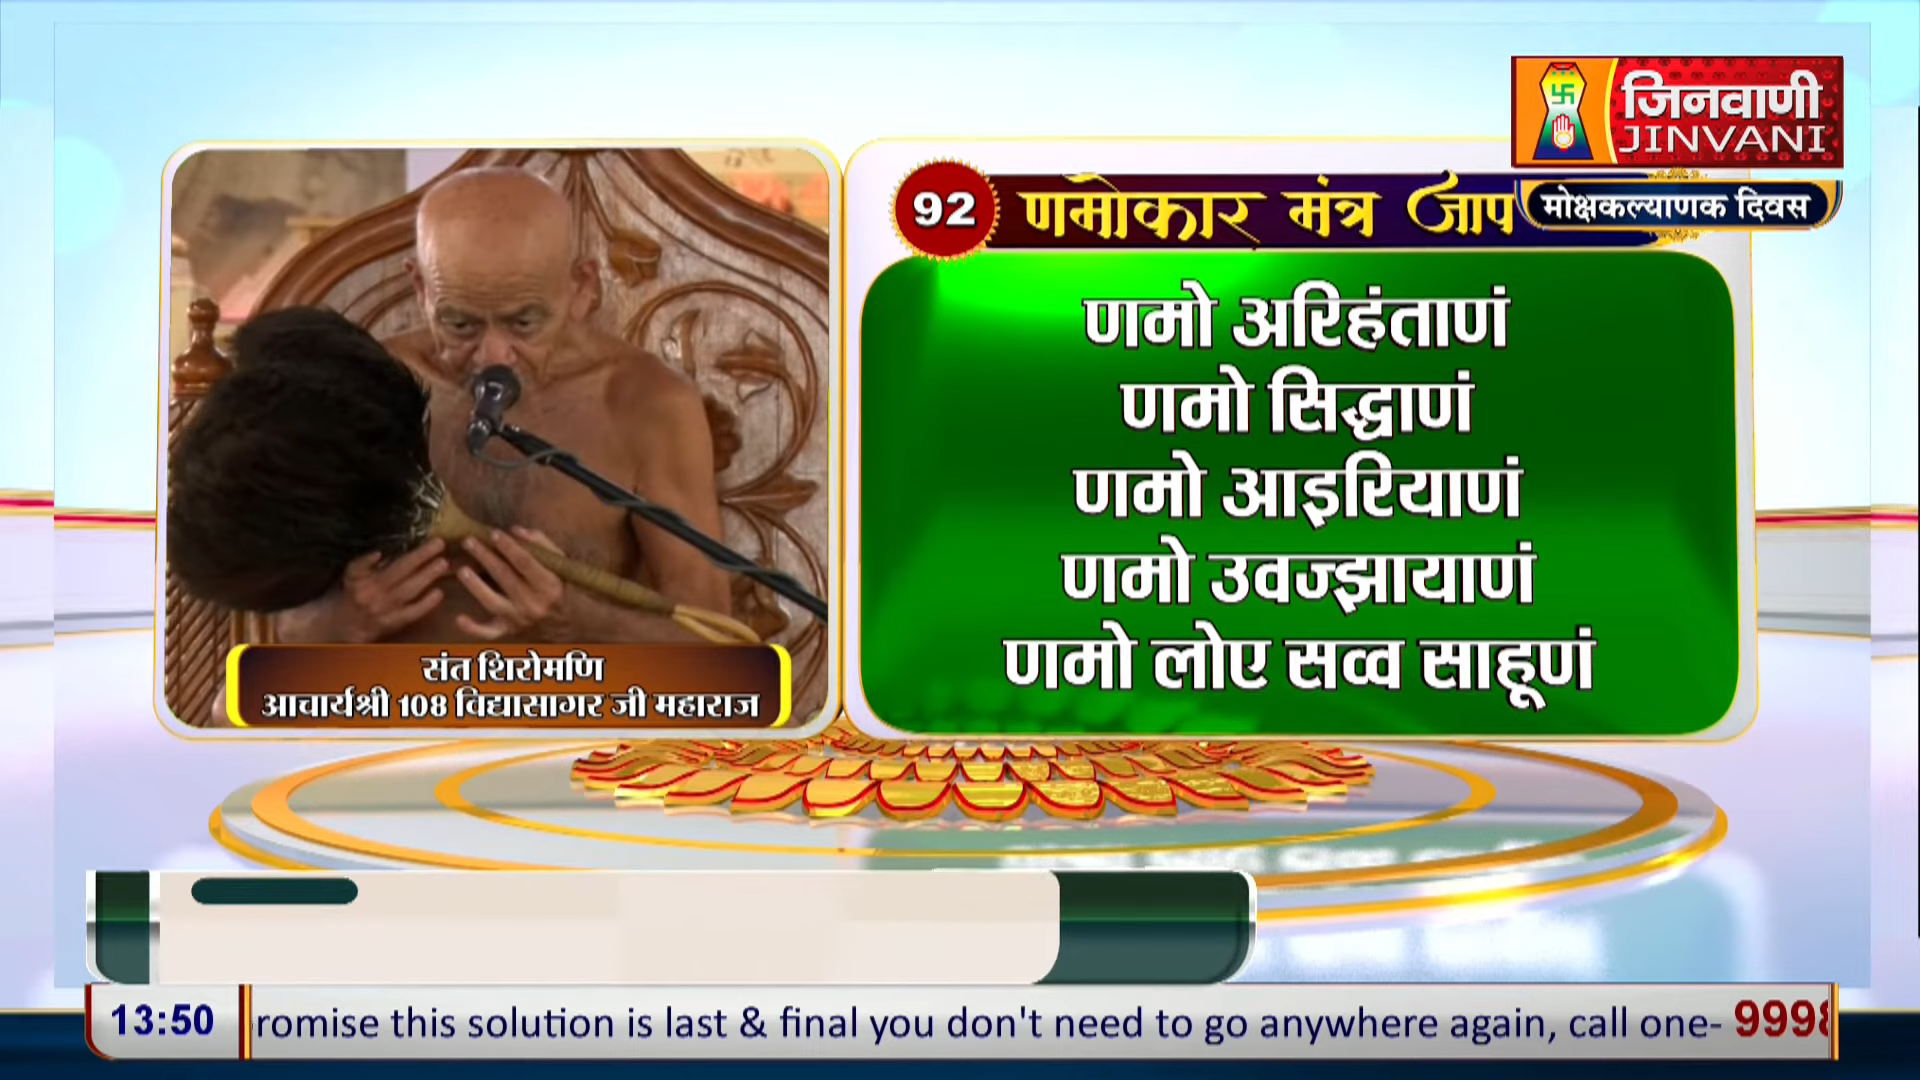 जिनवाणी
JINVANI
मोक्षकल्याणक दिवस
92 णमोकार मंत्र जाप
णमो अरिहंताणं
णमो सिद्धाणं
णमो आइरियाणं
णमो उवज्झायाणं
णमो लोए सव्व साहूणं
संत शिरोमणि
आचार्यश्री 108 विद्यासागर जी महाराज
13:50 romise this solution is last & final you don't need to go anywhere again, call one- 9998